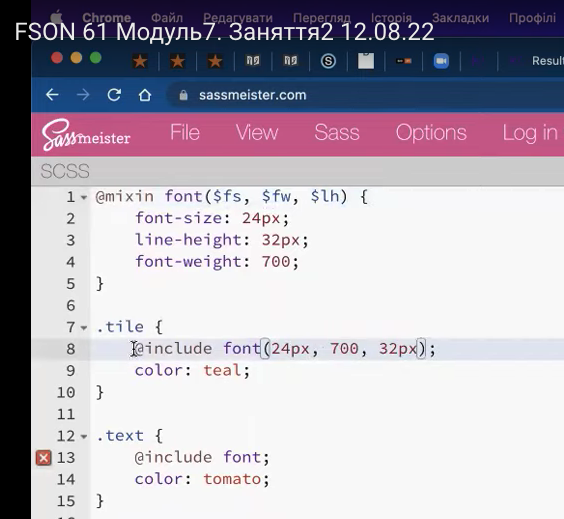 Chrome Файл Редагувати Перегляд Історія Закладки Профілі
FSON 61 Модуль7. Заняття2 12.08.22
Result
sassmeister.com
Sassmeister File View Sass Options Log in
SCSS
1 @mixin font($fs, $fw, $lh) {
2 font-size: 24px;
3 line-height: 32px;
4 font-weight: 700;
5 }
6
7 .tile {
8 @include font(24px, 700, 32px);
9 color: teal;
10 }
11
12 .text {
13 @include font;
14 color: tomato;
15 }